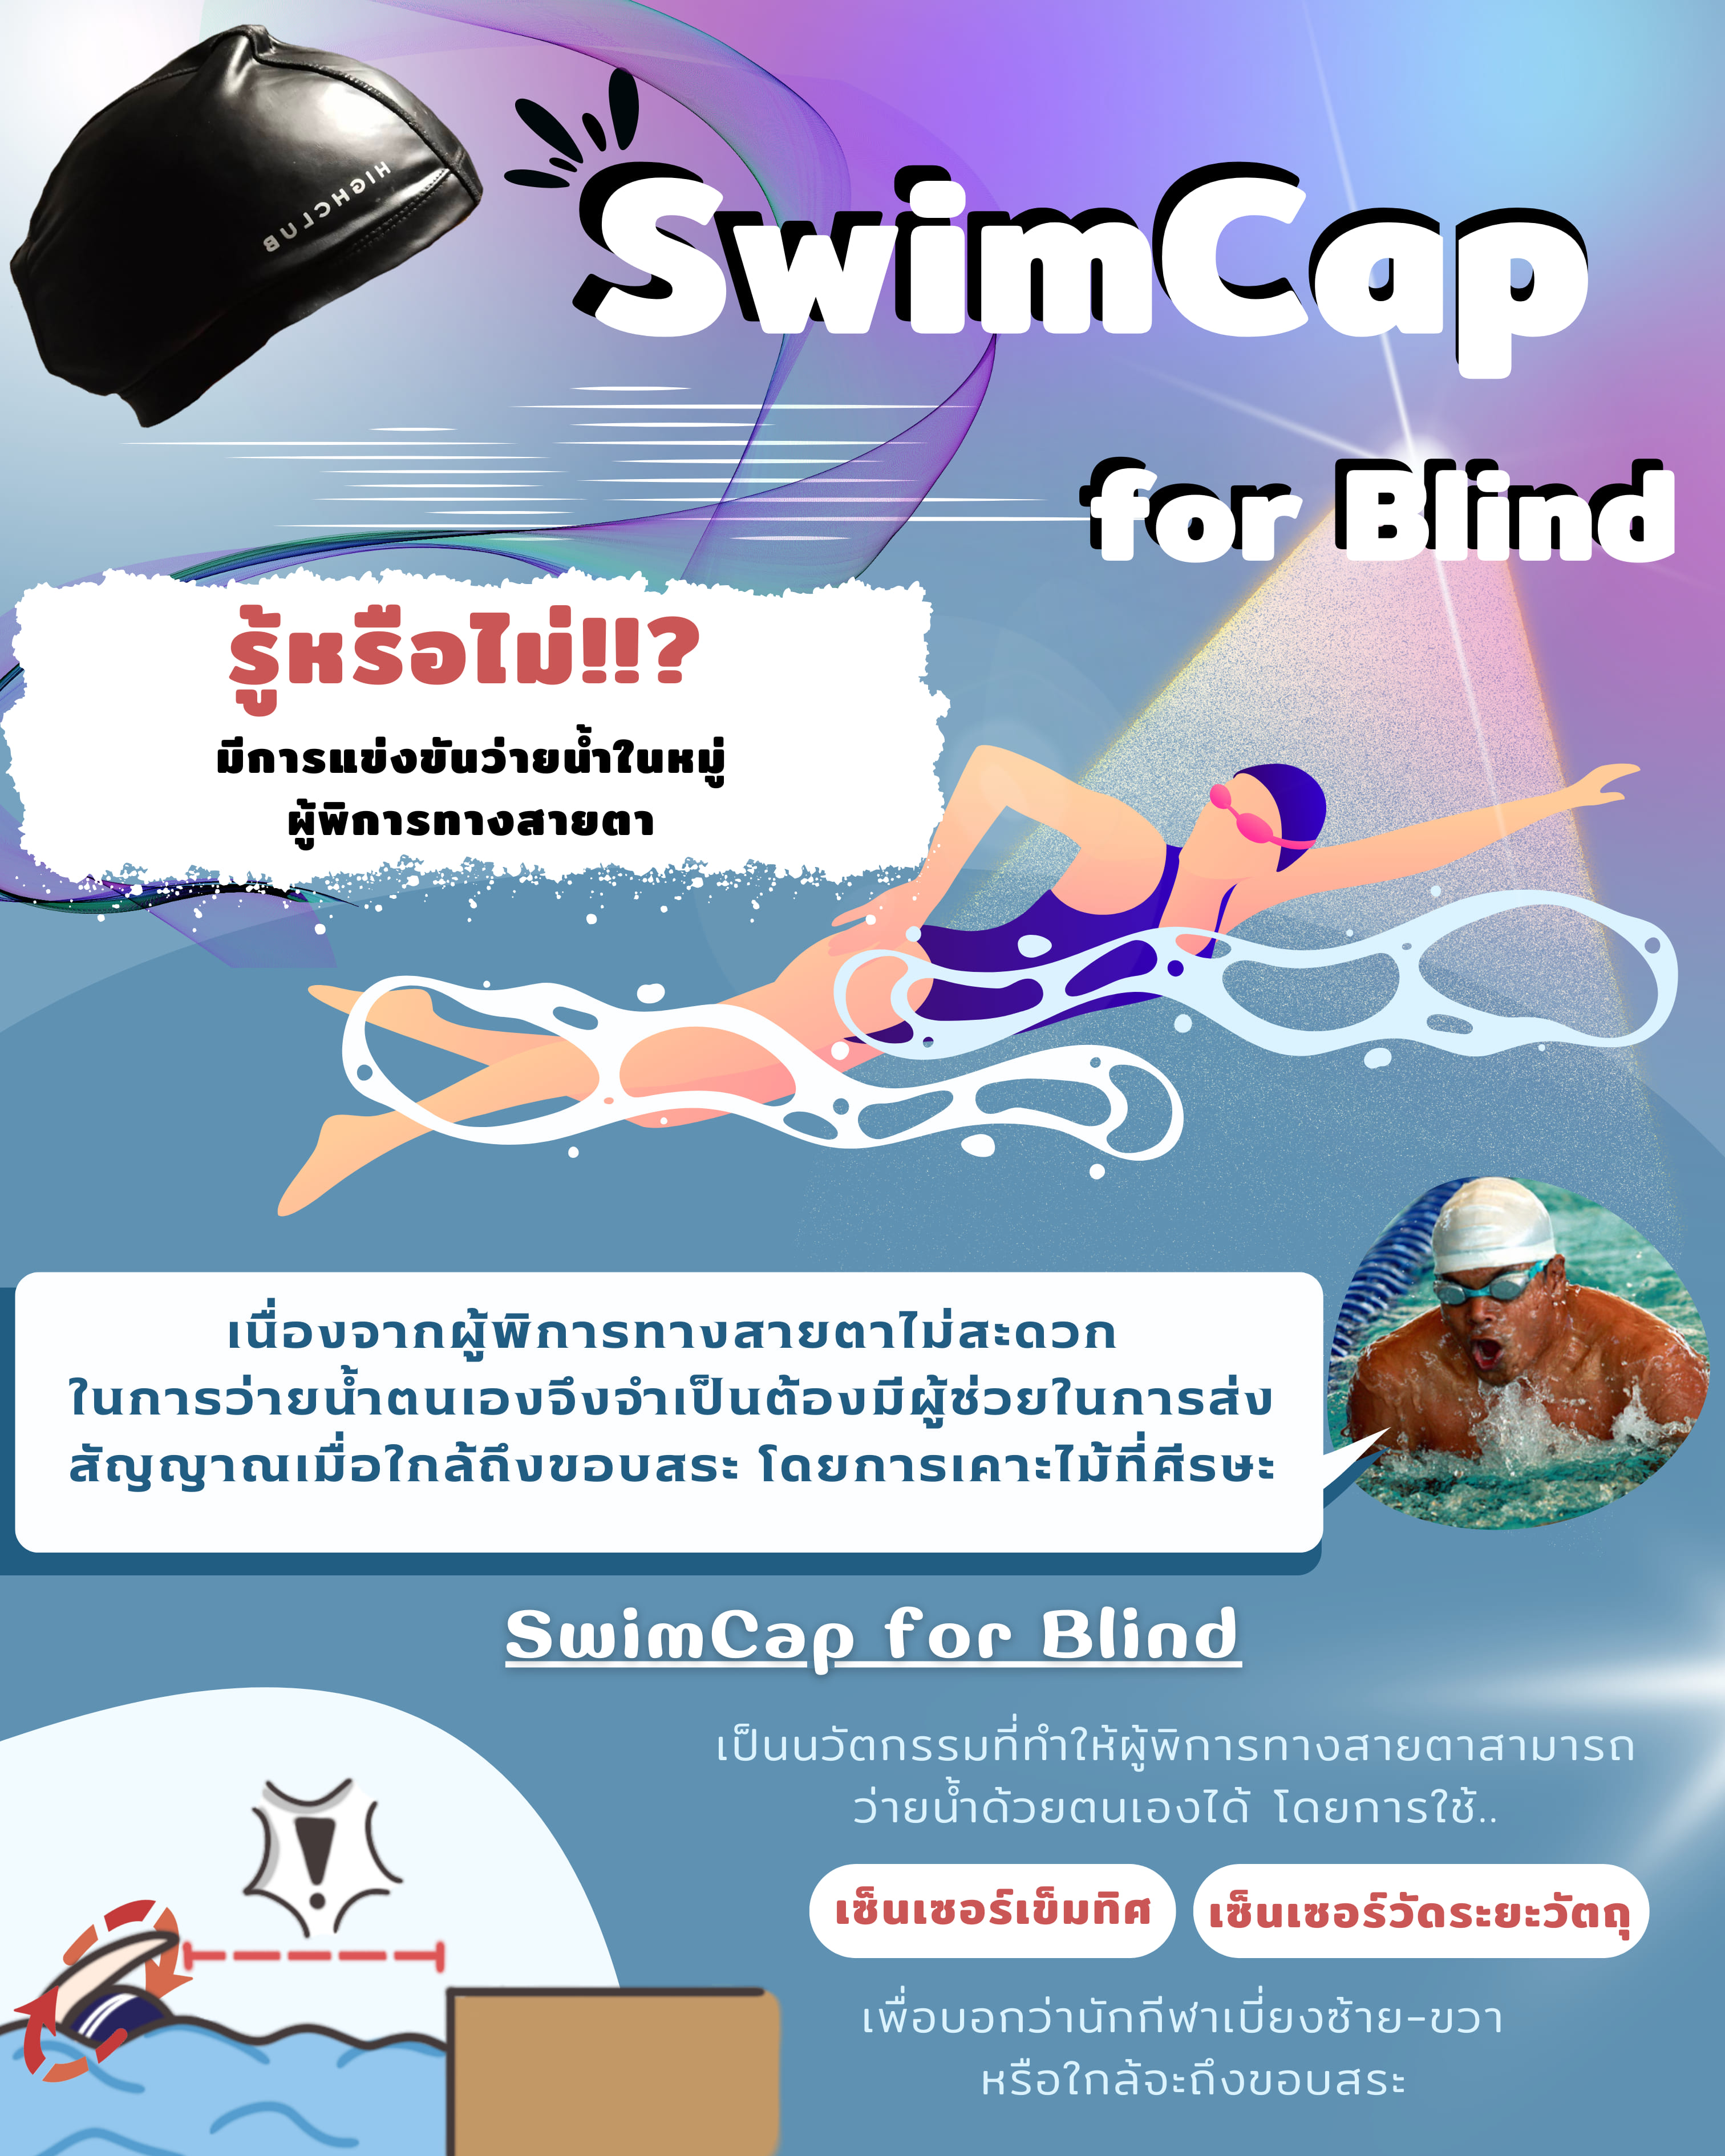 HIGHCLUB
SwimCap
for Blind
รู้หรือไม่!!?
มีการแข่งขันว่ายน้ำในหมู่
ผู้พิการทางสายตา
เนื่องจากผู้พิการทางสายตาไม่สะดวก
ในการว่ายน้ำตนเองจึงจำเป็นต้องมีผู้ช่วยในการส่ง
สัญญาณเมื่อใกล้ถึงขอบสระ โดยการเคาะไม้ที่ศีรษะ
SwimCap for Blind
เป็นนวัตกรรมที่ทำให้ผู้พิการทางสายตาสามารถ
ว่ายน้ำด้วยตนเองได้ โดยการใช้..
เซ็นเซอร์เข็มทิศ เซ็นเซอร์วัดระยะวัตถุ
เพื่อบอกว่านักกีฬาเบี่ยงซ้าย-ขวา
หรือใกล้จะถึงขอบสระ